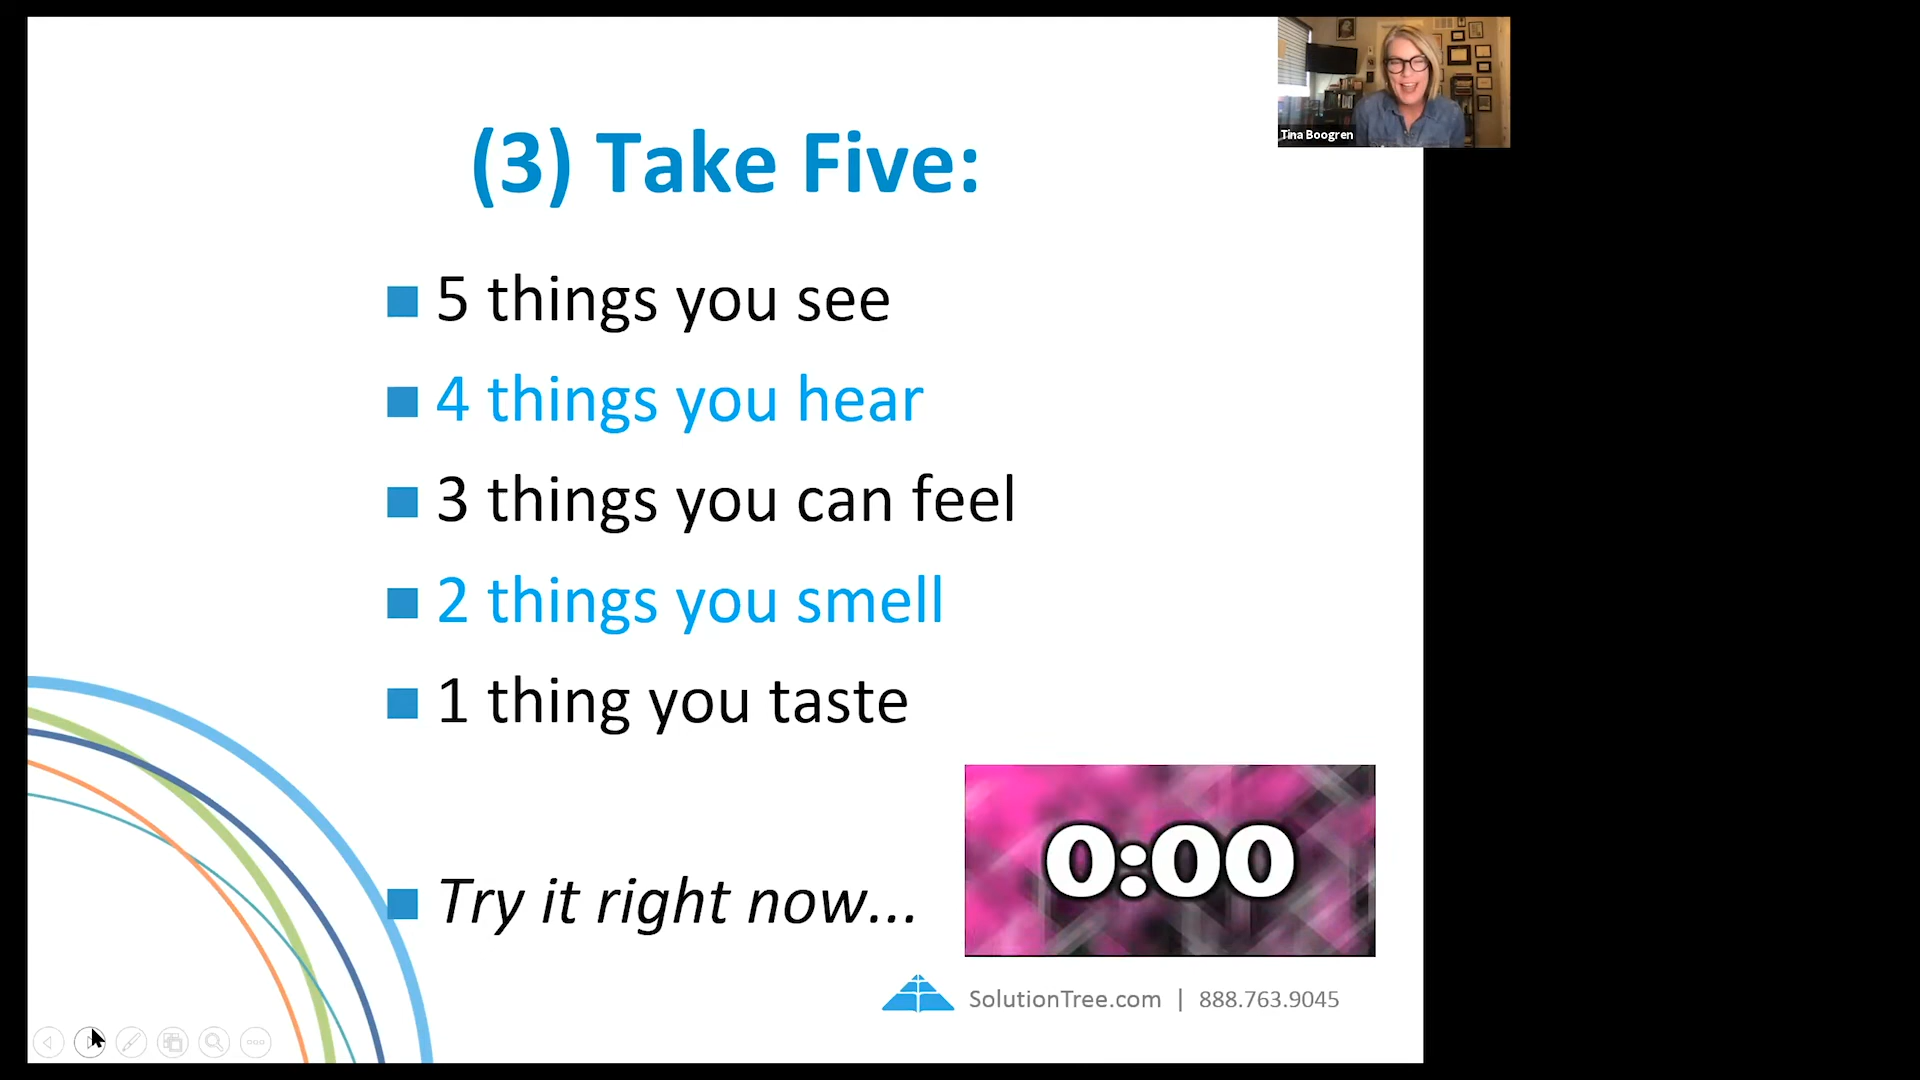 Tina Boogren
(3) Take Five:
5 things you see
4 things you hear
3 things you can feel
2 things you smell
1 thing you taste
Try it right now...
0:00
SolutionTree.com | 888.763.9045